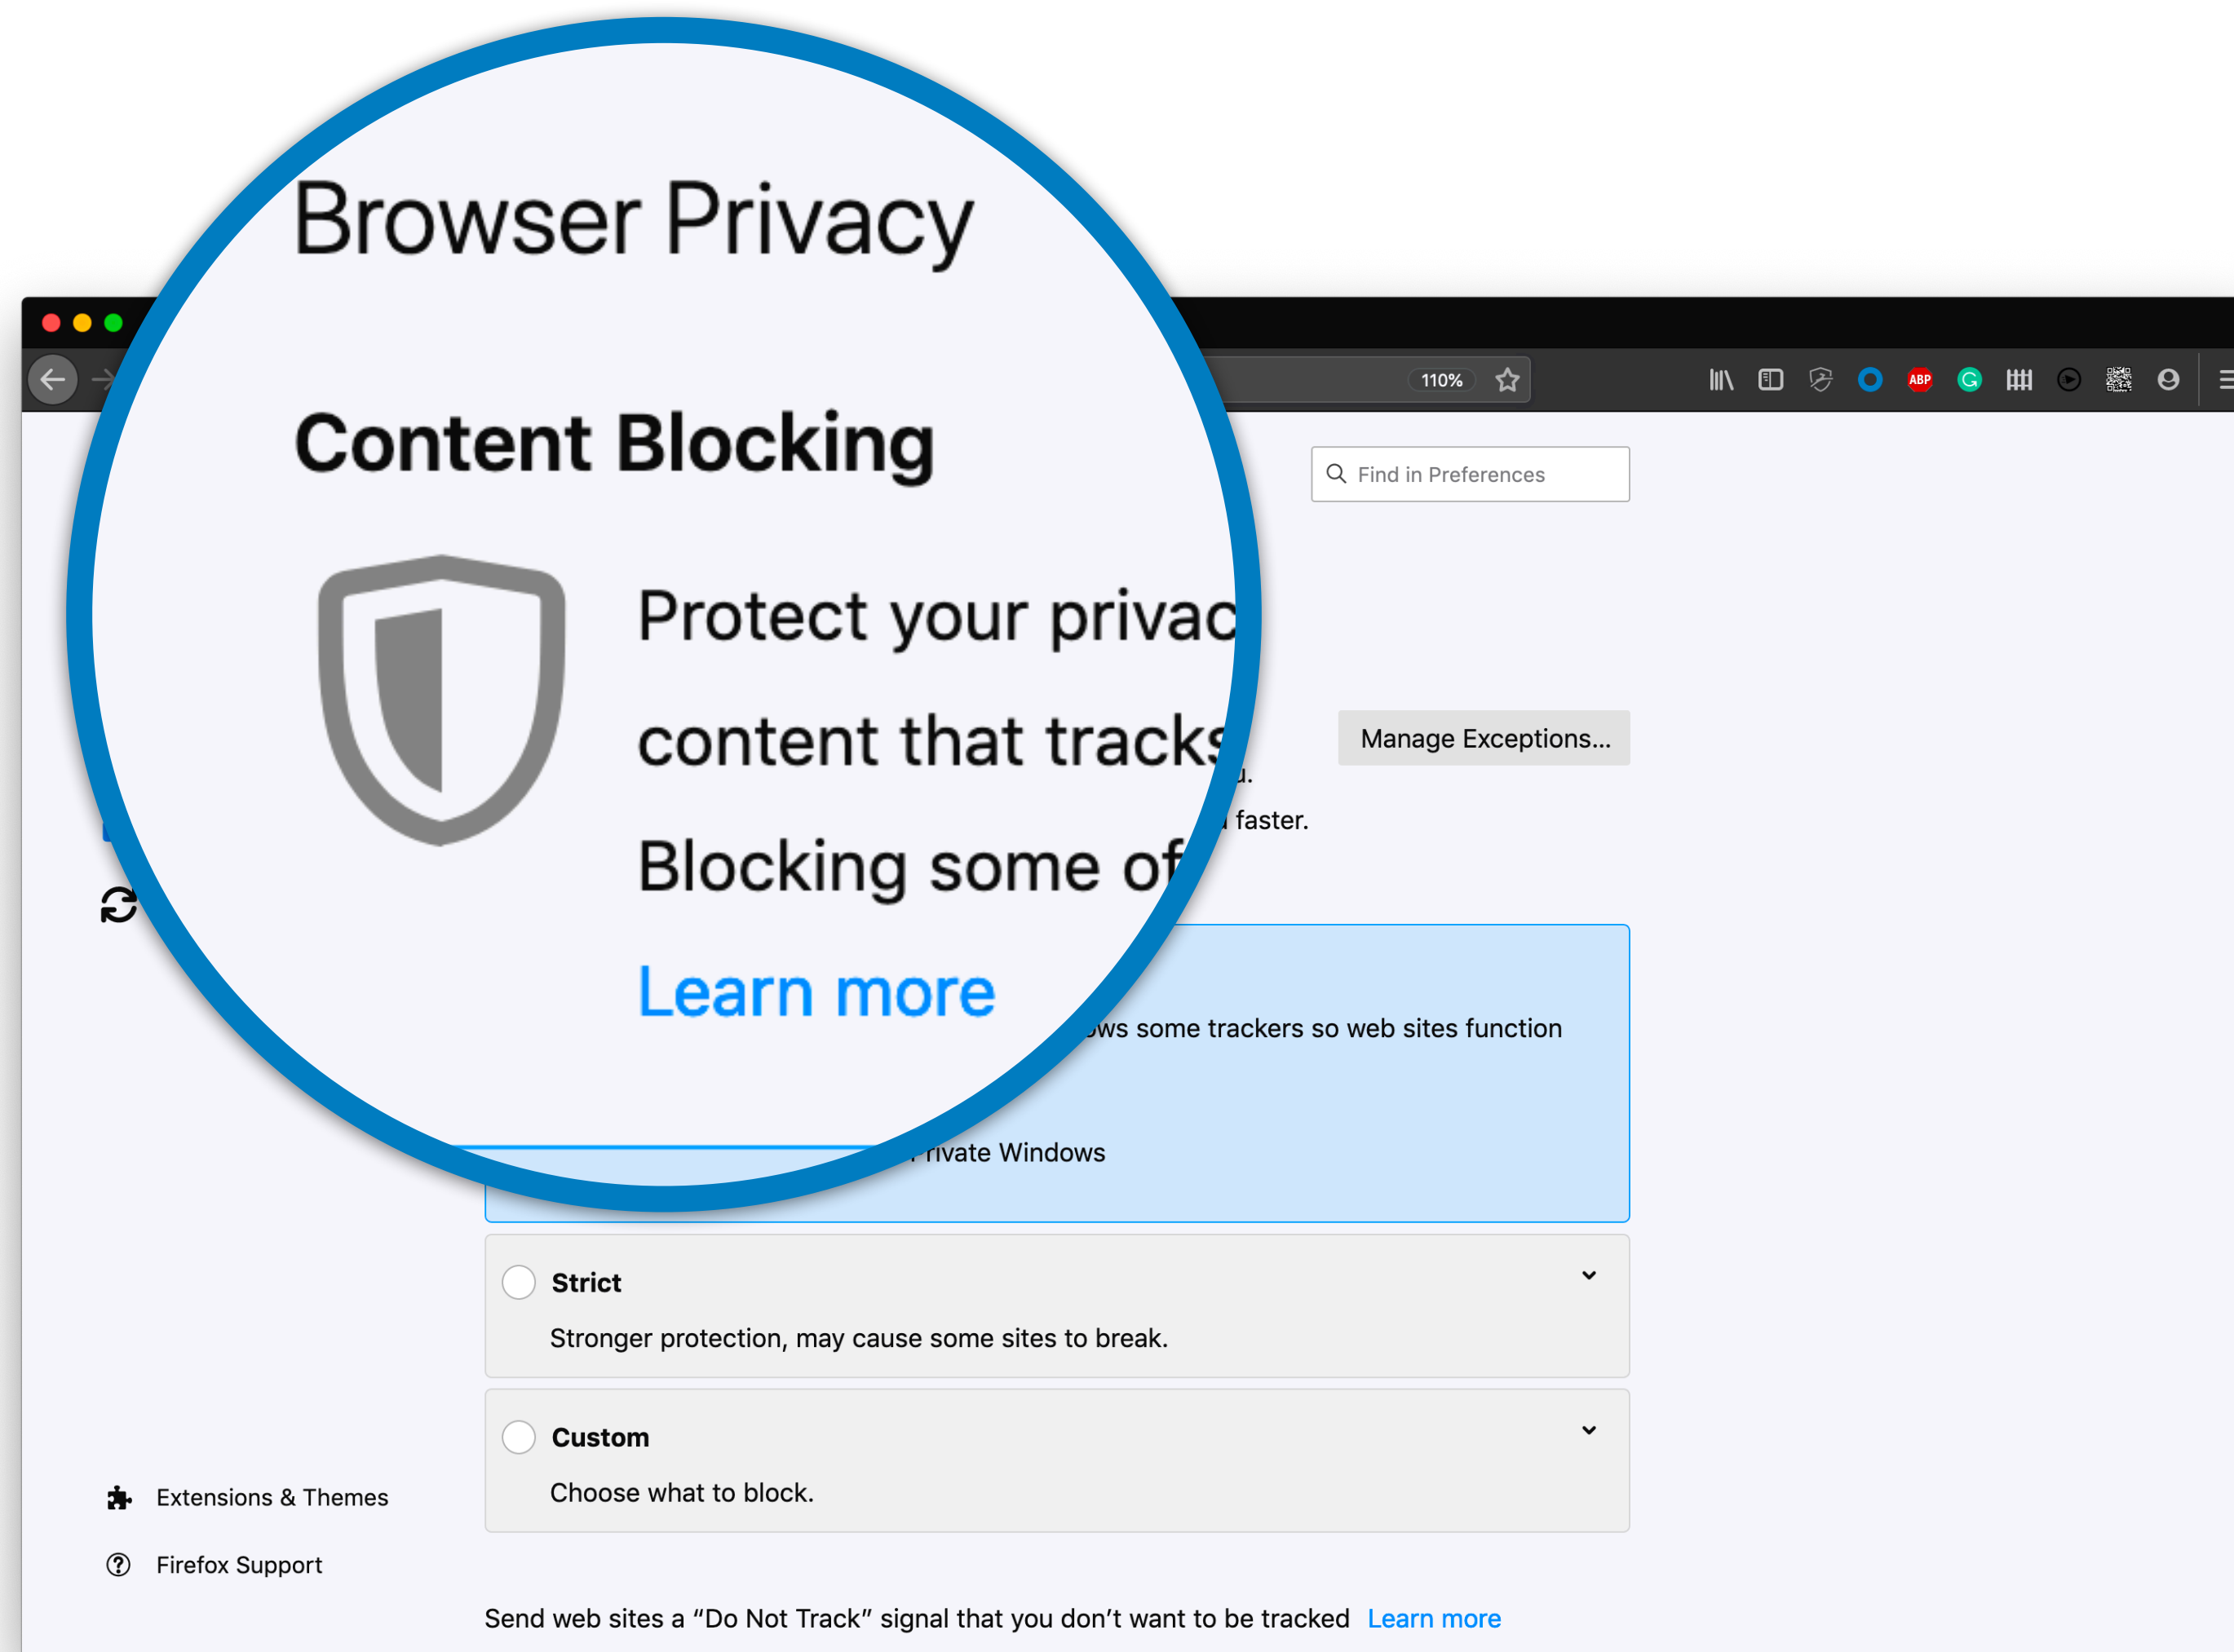 Browser Privacy
Content Blocking
Protect your
content that tracks
Blocking some of
Learn more
110%
ABP
Find in Preferences
Manage Exceptions...
faster.
some trackers so web sites function
Private Windows
Strict
Stronger protection, may cause some sites to break.
Custom
Choose what to block.
Extensions & Themes
Firefox Support
Send web sites a “Do Not Track” signal that you don’t want to be tracked Learn more